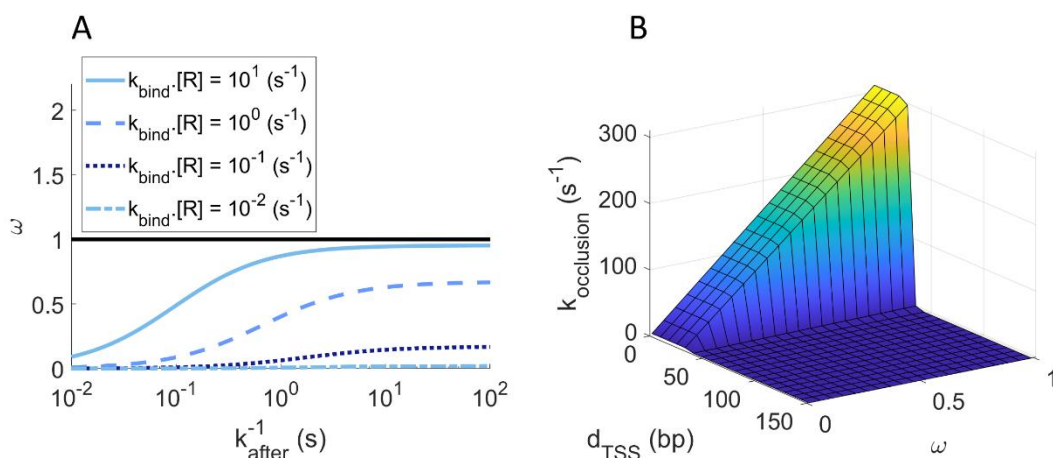 A
k_bind.[R] = 10^1 (s^-1)
k_bind.[R] = 10^0 (s^-1)
k_bind.[R] = 10^-1 (s^-1)
k_bind.[R] = 10^-2 (s^-1)
2
1.5
1
0.5
0
ω
10^-2
10^-1
10^0
10^1
10^2
k_after^-1 (s)
B
300
200
100
0
k_occlusion (s^-1)
0
50
100
150
d_TSS (bp)
0
0.5
1
ω